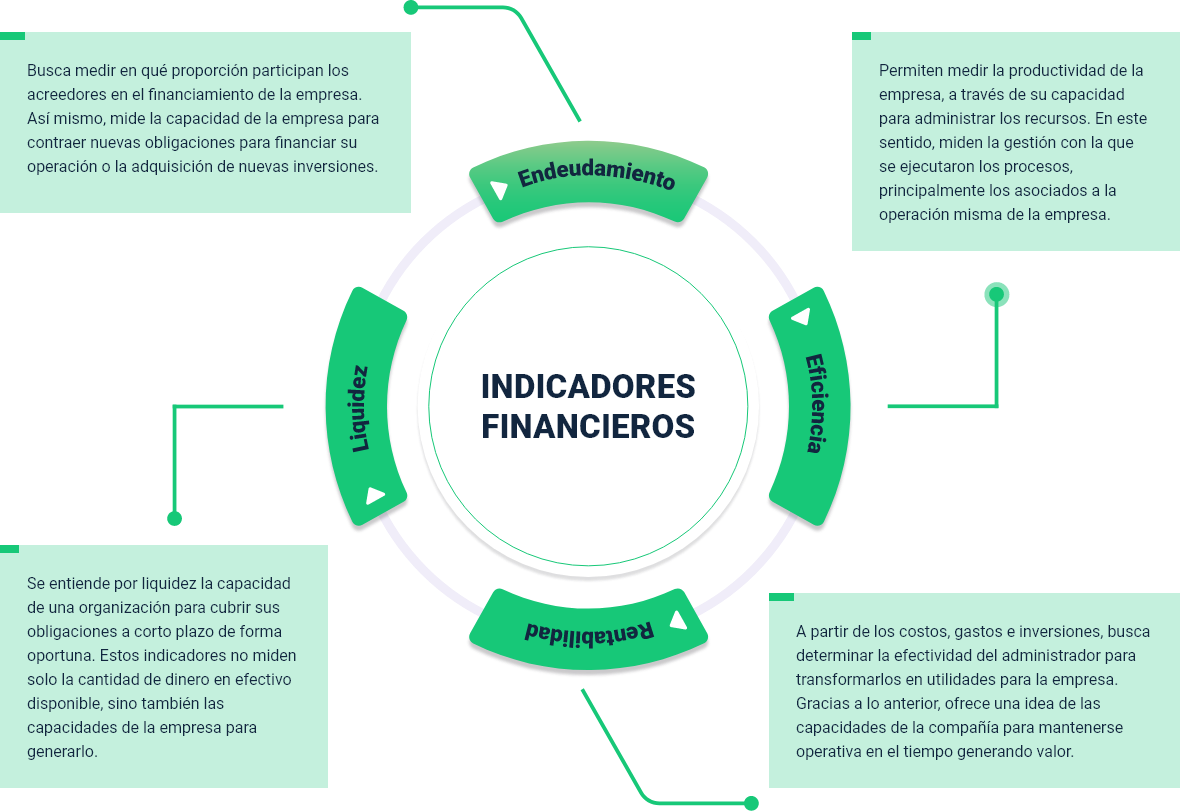 Busca medir en qué proporción participan los
acreedores en el financiamiento de la empresa.
Así mismo, mide la capacidad de la empresa para
contraer nuevas obligaciones para financiar su
operación o la adquisición de nuevas inversiones.
Permiten medir la productividad de la
empresa, a través de su capacidad
para administrar los recursos. En este
sentido, miden la gestión con la que
se ejecutaron los procesos,
principalmente los asociados a la
operación misma de la empresa.
Endeudamiento
Liquidez
INDICADORES
FINANCIEROS
Eficiencia
Rentabilidad
Se entiende por liquidez la capacidad
de una organización para cubrir sus
obligaciones a corto plazo de forma
oportuna. Estos indicadores no miden
solo la cantidad de dinero en efectivo
disponible, sino también las
capacidades de la empresa para
generarlo.
A partir de los costos, gastos e inversiones, busca
determinar la efectividad del administrador para
transformarlos en utilidades para la empresa.
Gracias a lo anterior, ofrece una idea de las
capacidades de la compañía para mantenerse
operativa en el tiempo generando valor.